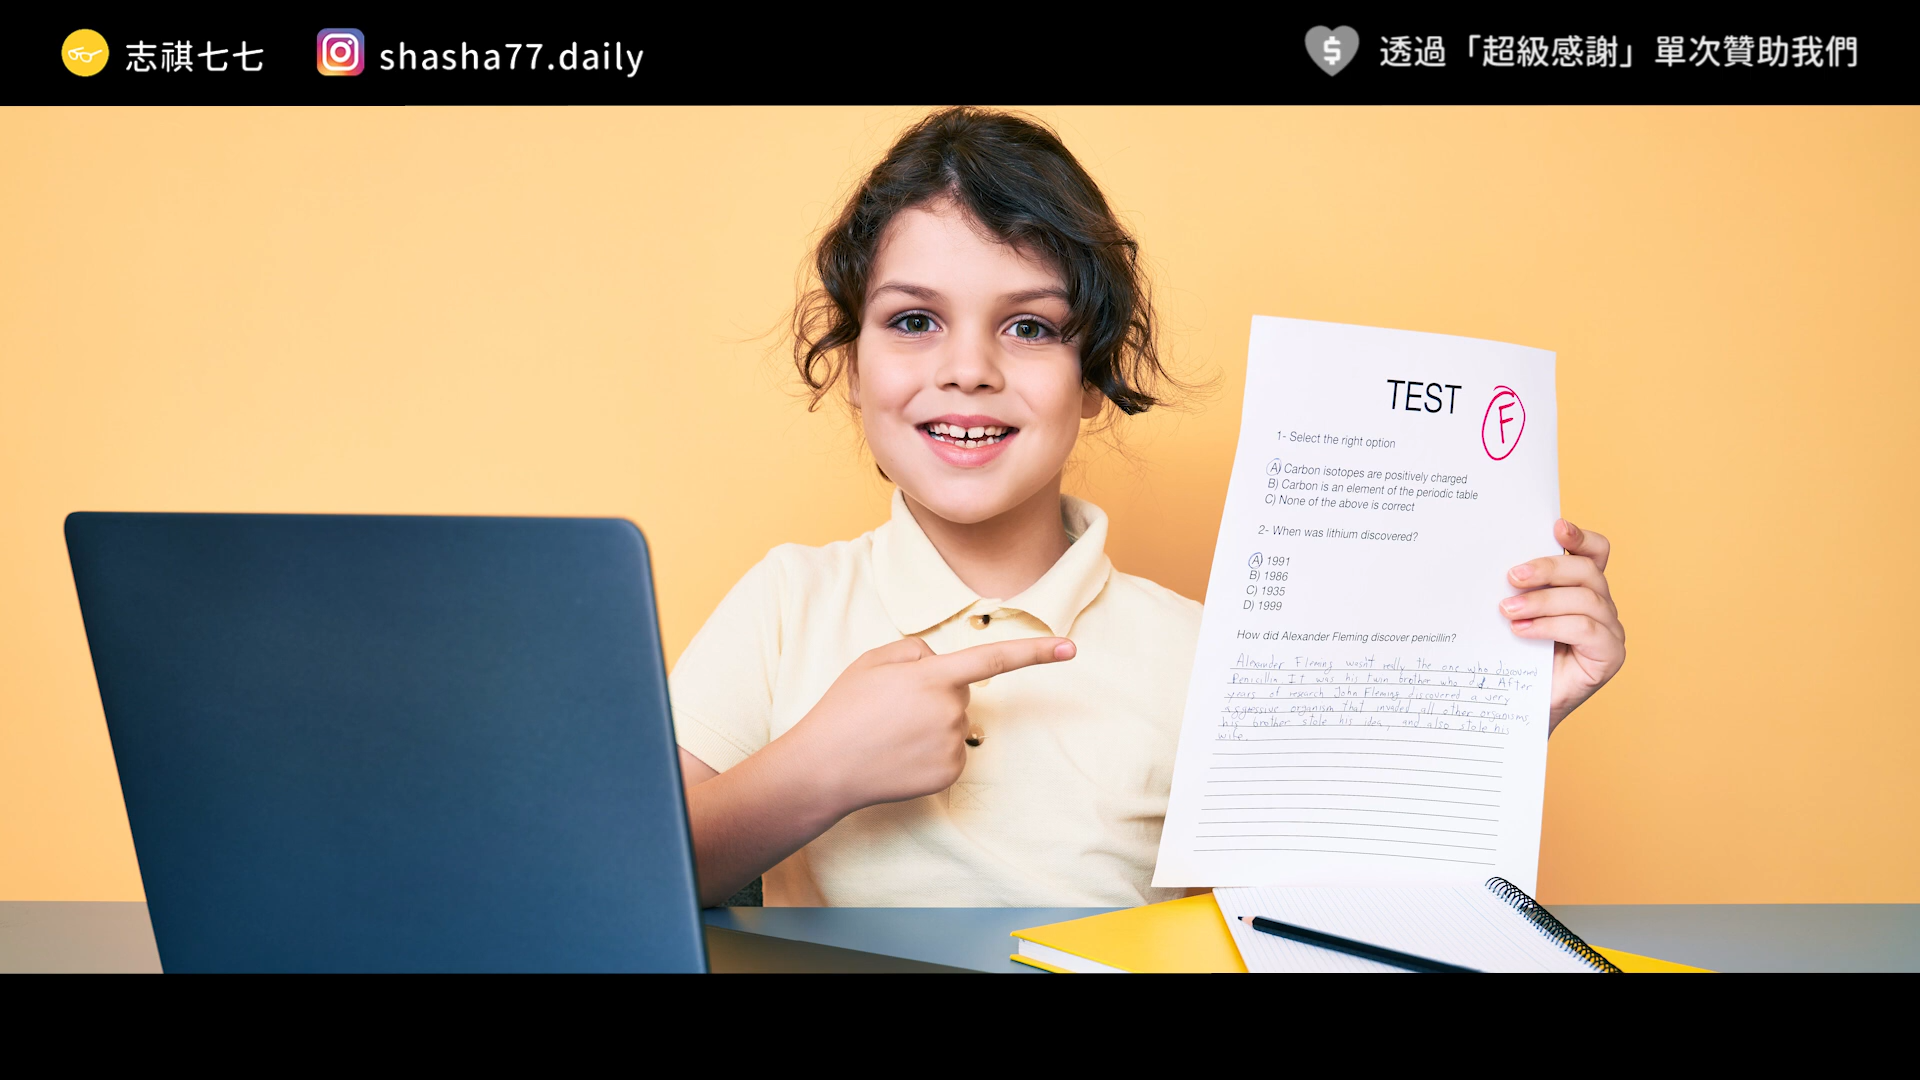 志祺七七
shasha77.daily
透過「超級感謝」單次贊助我們
TEST
F
1- Select the right option
A) Carbon isotopes are positively charged
B) Carbon is an element of the periodic table
C) None of the above is correct
2- When was lithium discovered?
A) 1991
B) 1986
C) 1935
D) 1999
How did Alexander Fleming discover penicillin?
Alexander Fleming wasn't really the one who discovered
Penicillin. It was his twin brother who did. After
years of research John Fleming discovered a very
aggressive organism that invaded all other organisms,
his brother stole his idea, and also stole his
wife.